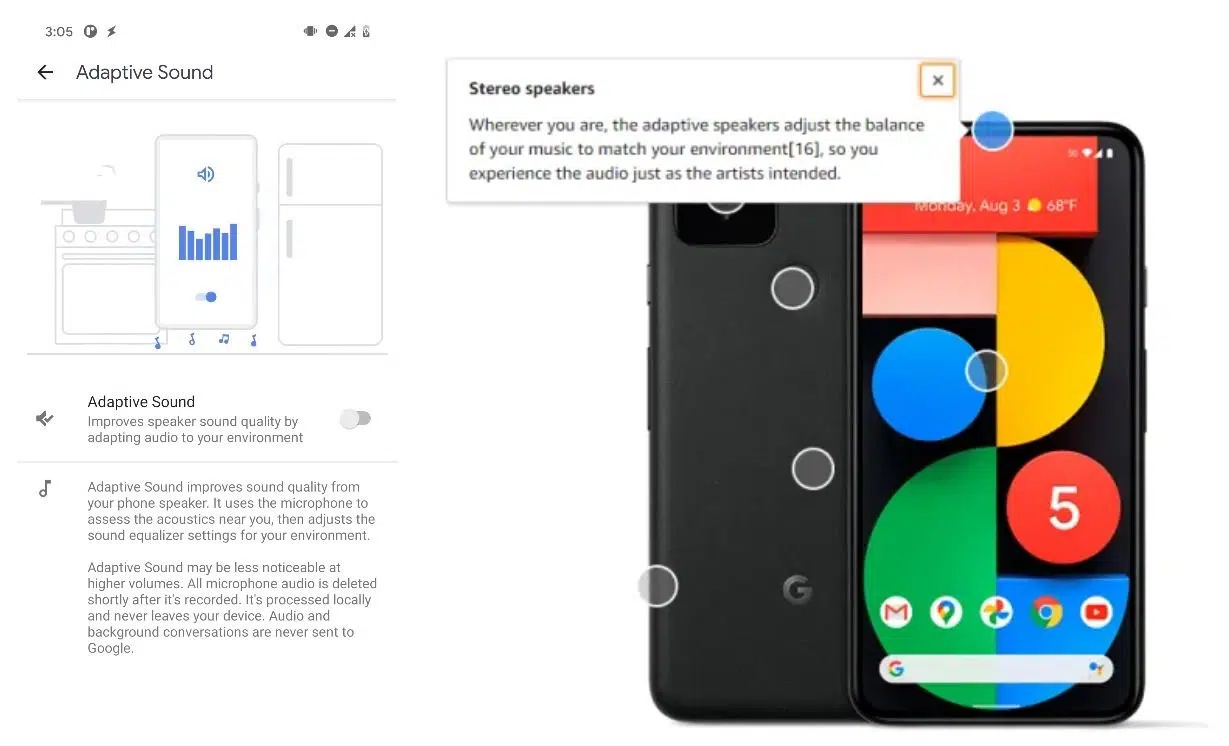 3:05
Adaptive Sound
Adaptive Sound
Improves speaker sound quality by
adapting audio to your environment
Adaptive Sound improves sound quality from
your phone speaker. It uses the microphone to
assess the acoustics near you, then adjusts the
sound equalizer settings for your environment.
Adaptive Sound may be less noticeable at
higher volumes. All microphone audio is deleted
shortly after it's recorded. It's processed locally
and never leaves your device. Audio and
background conversations are never sent to
Google.
Stereo speakers
Wherever you are, the adaptive speakers adjust the balance
of your music to match your environment[16], so you
experience the audio just as the artists intended.
5G
Monday, Aug 3 68°F
5
G
G